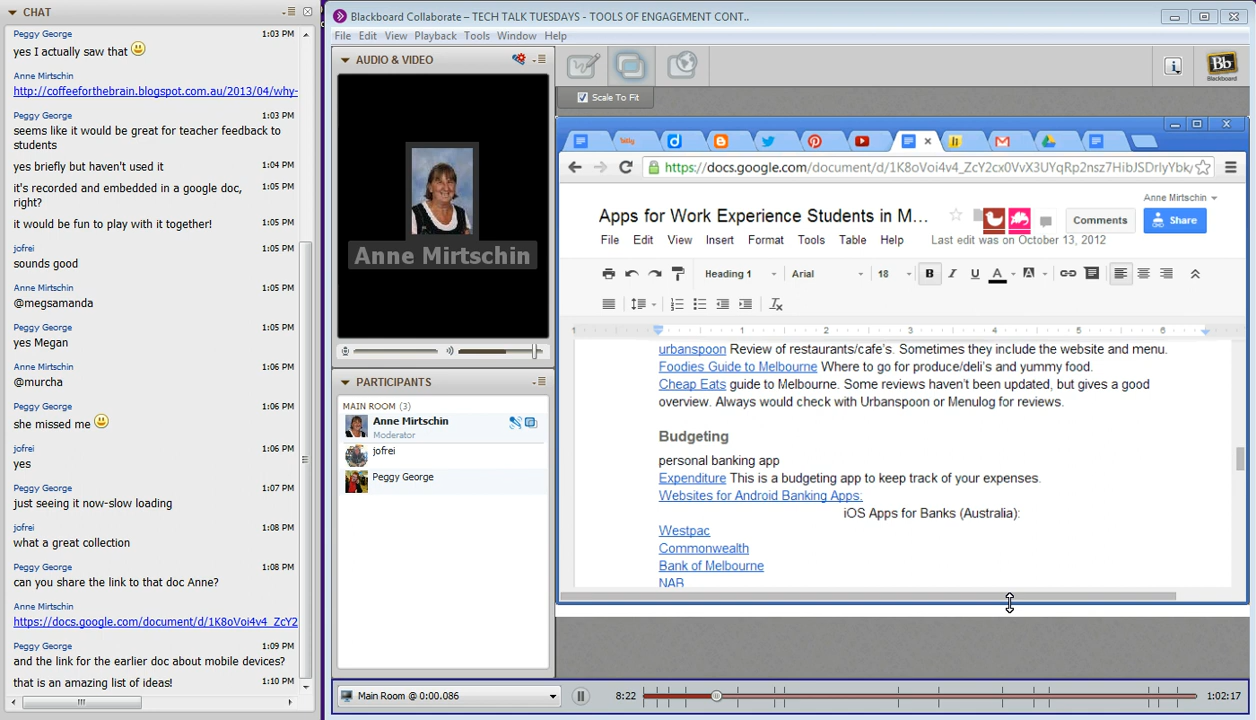 CHAT
Peggy George 1:03 PM
yes I actually saw that
Anne Mirtschin
http://coffeeforthebrain.blogspot.com.au/2013/04/why-
Peggy George 1:03 PM
seems like it would be great for teacher feedback to
students
yes briefly but haven't used it 1:04 PM
it's recorded and embedded in a google doc, 1:05 PM
right?
it would be fun to play with it together! 1:05 PM
jofrei 1:05 PM
sounds good
Anne Mirtschin 1:05 PM
@megsamanda
Peggy George 1:05 PM
yes Megan
Anne Mirtschin 1:06 PM
@murcha
Peggy George 1:06 PM
she missed me
jofrei 1:06 PM
yes
Peggy George 1:07 PM
just seeing it now-slow loading
jofrei 1:08 PM
what a great collection
Peggy George 1:08 PM
can you share the link to that doc Anne?
Anne Mirtschin
https://docs.google.com/document/d/1K8oVoi4v4_ZcY2
Peggy George 1:09 PM
and the link for the earlier doc about mobile devices?
that is an amazing list of ideas! 1:10 PM
Blackboard Collaborate – TECH TALK TUESDAYS - TOOLS OF ENGAGEMENT CONT..
File Edit View Playback Tools Window Help
AUDIO & VIDEO
Anne Mirtschin
PARTICIPANTS
MAIN ROOM (3)
Anne Mirtschin
Moderator
jofrei
Peggy George
Main Room @ 0:00.086
8:22
1:02:17
Bb
Blackboard
Scale To Fit
https://docs.google.com/document/d/1K8oVoi4v4_ZcY2cx0VvX3UYqRp2nsz7HibJSDrlyYbk/
Anne Mirtschin
Apps for Work Experience Students in M...
Comments
Share
File Edit View Insert Format Tools Table Help Last edit was on October 13, 2012
Heading 1 Arial 18 B I U A A
1 1 2 3 4 5 6
urbanspoon Review of restaurants/cafe's. Sometimes they include the website and menu.
Foodies Guide to Melbourne Where to go for produce/deli's and yummy food.
Cheap Eats guide to Melbourne. Some reviews haven't been updated, but gives a good
overview. Always would check with Urbanspoon or Menulog for reviews.
Budgeting
personal banking app
Expenditure This is a budgeting app to keep track of your expenses.
Websites for Android Banking Apps:
iOS Apps for Banks (Australia):
Westpac
Commonwealth
Bank of Melbourne
NAB